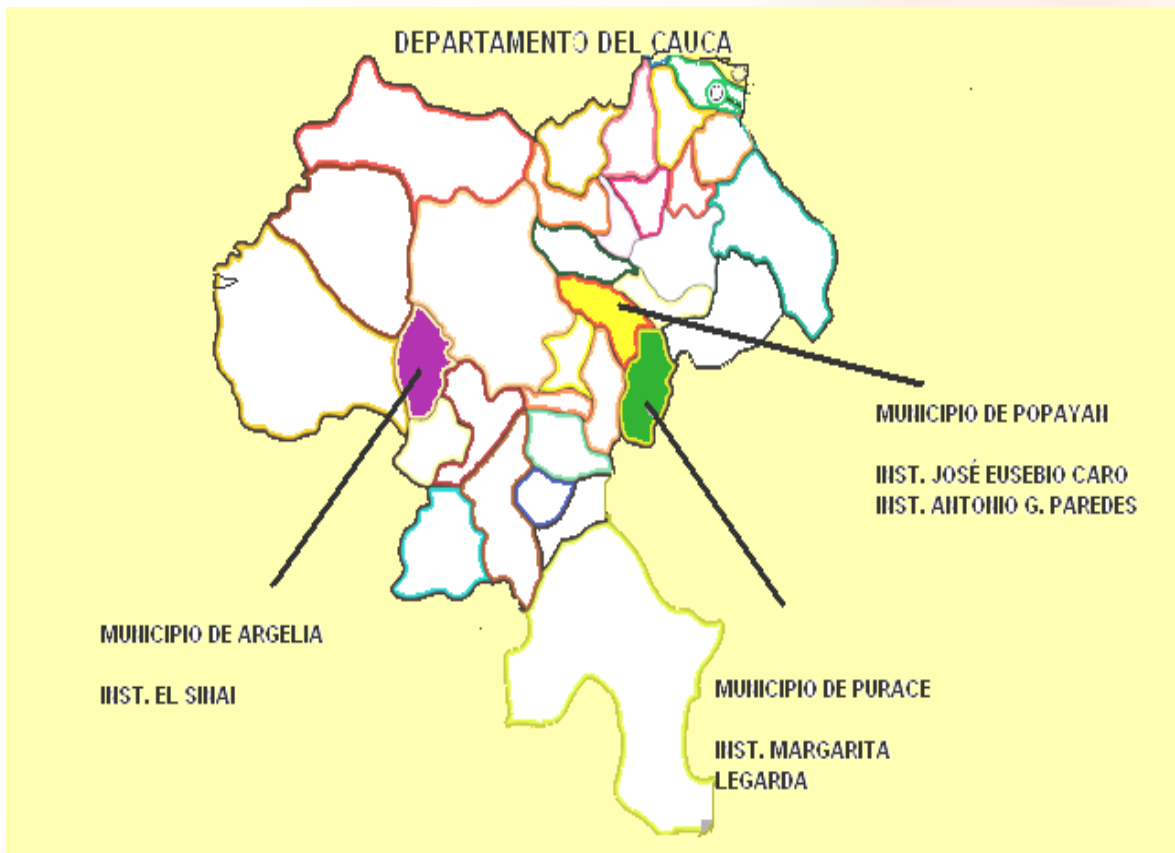 DEPARTAMENTO DEL CAUCA
MUNICIPIO DE POPAYAN
INST. JOSÉ EUSEBIO CARO
INST. ANTONIO G. PAREDES
MUNICIPIO DE ARGELIA
INST. EL SINAI
MUNICIPIO DE PURACE
INST. MARGARITA
LEGARDA